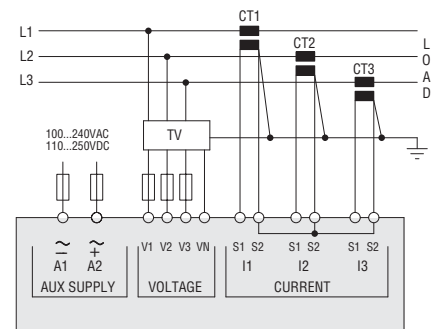 CT1
L1
L
CT2
L2
O
CT3
A
L3
D
100...240VAC
110...250VDC
TV
V1 V2 V3 VN S1 S2 S1 S2 S1 S2
A1 A2 I1 I2 I3
AUX SUPPLY VOLTAGE CURRENT